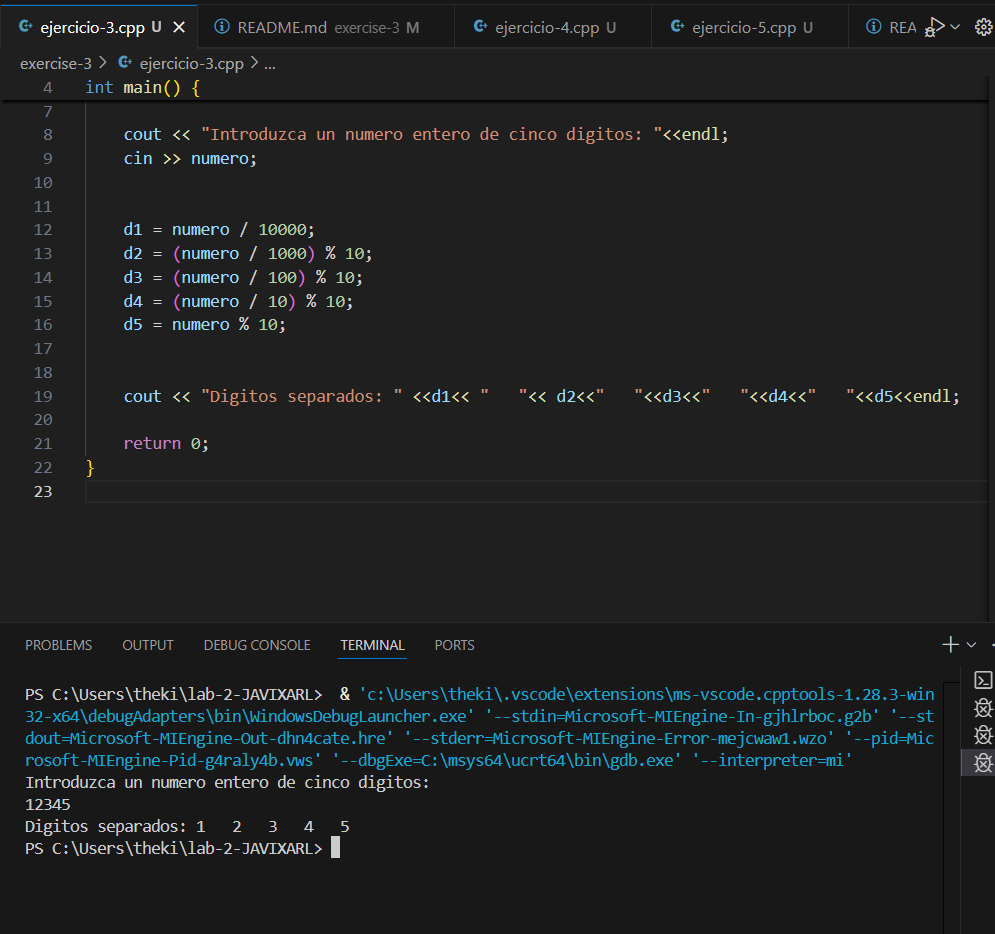 ejercicio-3.cpp U README.md exercise-3 M ejercicio-4.cpp U ejercicio-5.cpp U REA
exercise-3 > ejercicio-3.cpp > ...
4 int main() {
7
8 cout << "Introduzca un numero entero de cinco digitos: "<<endl;
9 cin >> numero;
10
11
12 d1 = numero / 10000;
13 d2 = (numero / 1000) % 10;
14 d3 = (numero / 100) % 10;
15 d4 = (numero / 10) % 10;
16 d5 = numero % 10;
17
18
19 cout << "Digitos separados: " <<d1<< "   "<< d2<<"   "<<d3<<"   "<<d4<<"   "<<d5<<endl;
20
21 return 0;
22 }
23
PROBLEMS OUTPUT DEBUG CONSOLE TERMINAL PORTS
PS C:\Users\theki\lab-2-JAVIXARL>  & 'c:\Users\theki\.vscode\extensions\ms-vscode.cpptools-1.28.3-win
32-x64\debugAdapters\bin\WindowsDebugLauncher.exe' '--stdin=Microsoft-MIEngine-In-gjhlrboc.g2b' '--st
dout=Microsoft-MIEngine-Out-dhn4cate.hre' '--stderr=Microsoft-MIEngine-Error-mejcwaw1.wzo' '--pid=Mic
rosoft-MIEngine-Pid-g4raly4b.vws' '--dbgExe=C:\msys64\ucrt64\bin\gdb.exe' '--interpreter=mi'
Introduzca un numero entero de cinco digitos:
12345
Digitos separados: 1   2   3   4   5
PS C:\Users\theki\lab-2-JAVIXARL>